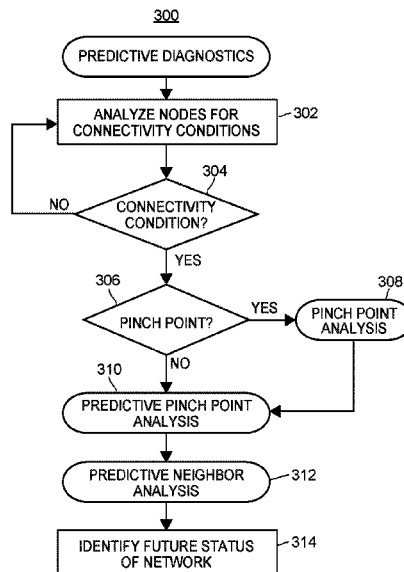 300
PREDICTIVE DIAGNOSTICS
ANALYZE NODES FOR
CONNECTIVITY CONDITIONS
302
304
CONNECTIVITY
CONDITION?
NO
YES
306
PINCH POINT?
YES
308
PINCH POINT
ANALYSIS
NO
310
PREDICTIVE PINCH POINT
ANALYSIS
PREDICTIVE NEIGHBOR
ANALYSIS
312
IDENTIFY FUTURE STATUS
OF NETWORK
314